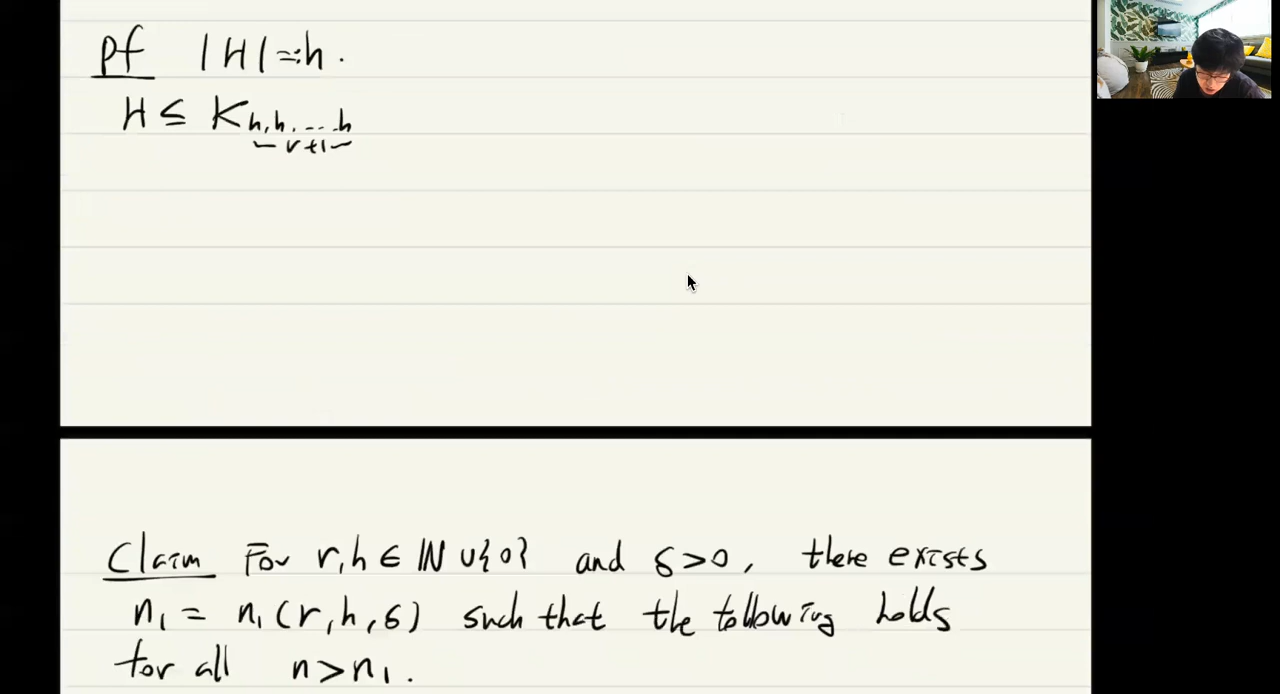 pf |H|=:h.
H ≤ K h,h,...h
r+1
Claim For r,h ∈ ℕ ∪{0} and δ>0, there exists
n₁ = n₁(r,h,δ) such that the following holds
for all n>n₁.